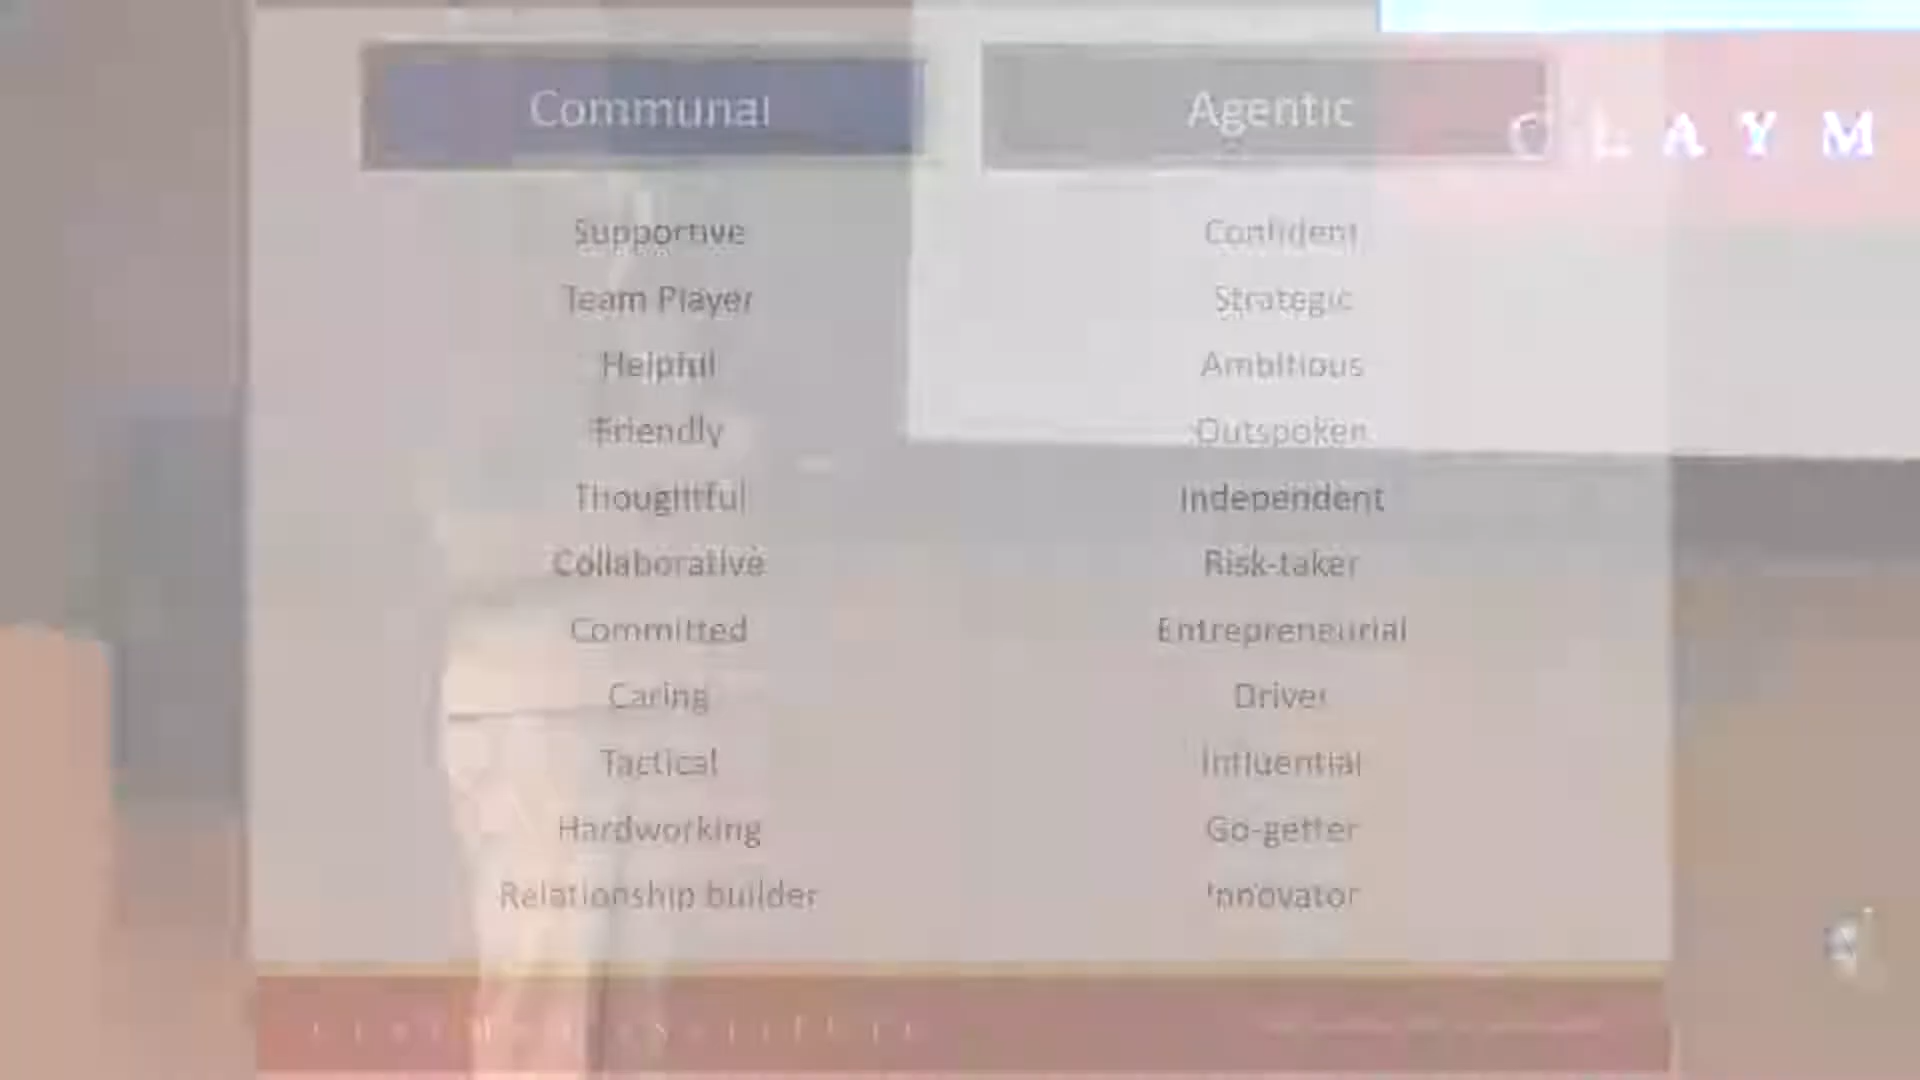 Communal
Agentic
C L A Y M
Supportive
Confident
Team Player
Strategic
Helpful
Ambitious
Friendly
Outspoken
Thoughtful
Independent
Collaborative
Risk-taker
Committed
Entrepreneurial
Caring
Driver
Tactical
Influential
Hardworking
Go-getter
Relationship builder
Innovator